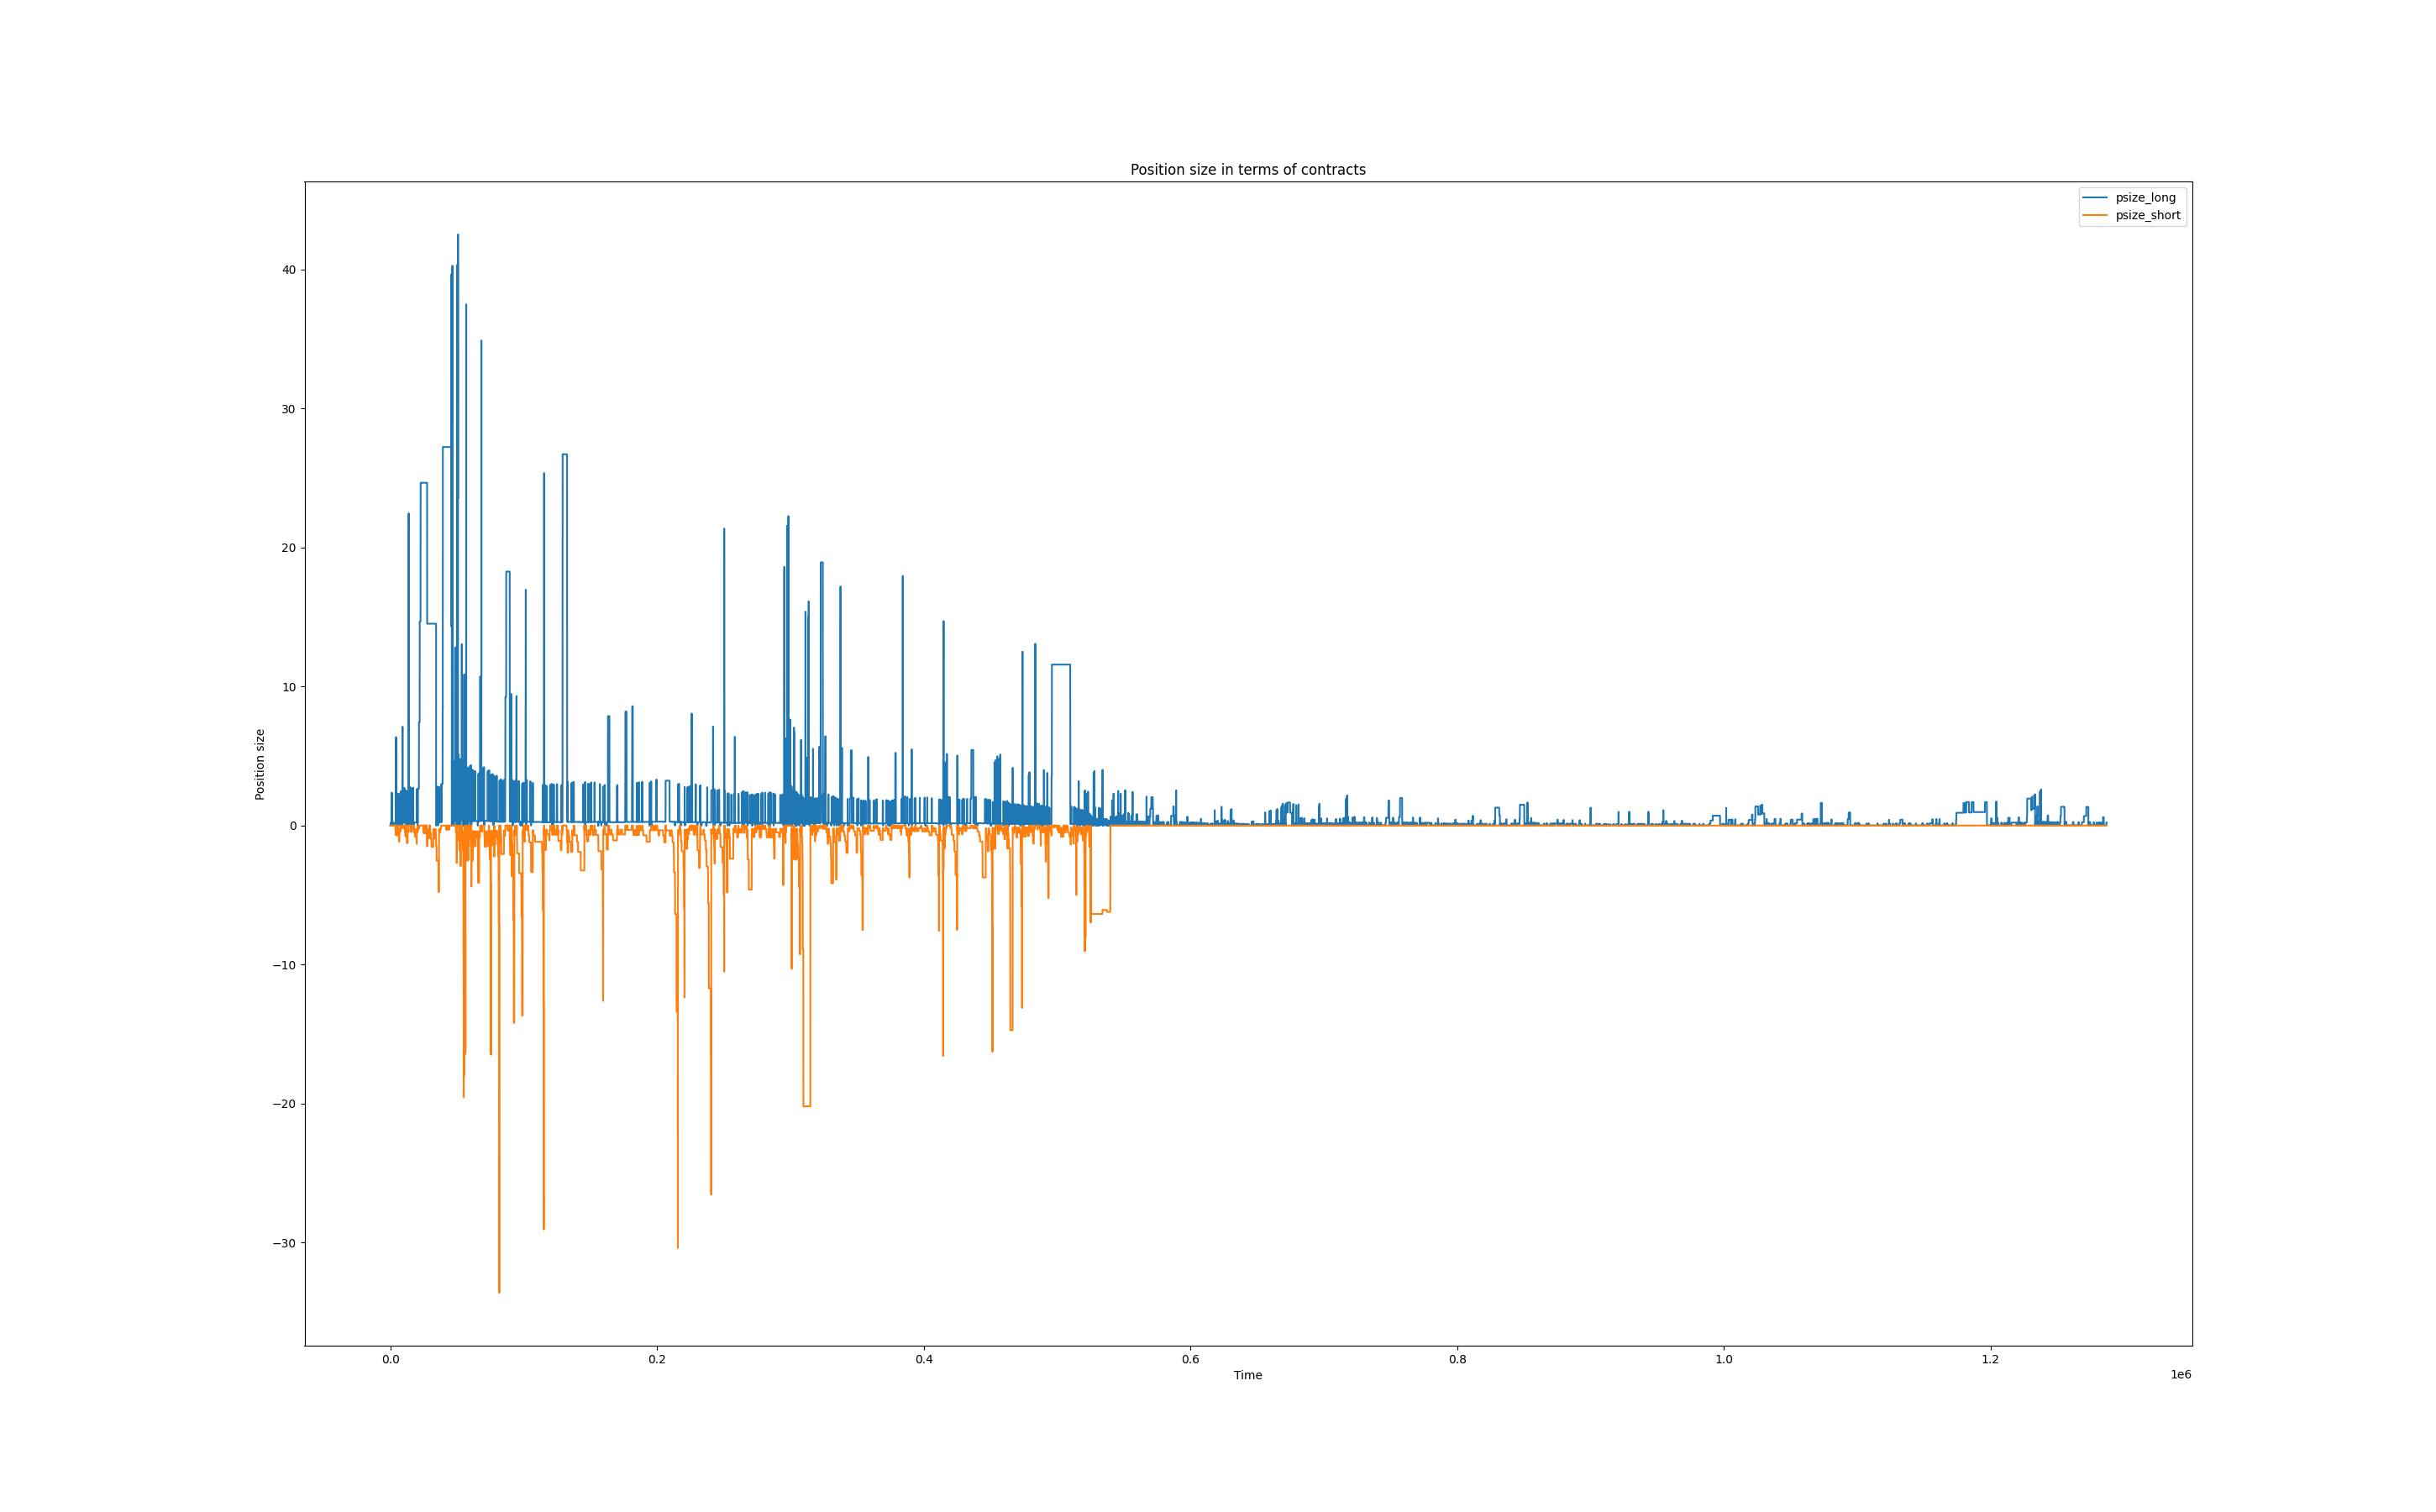 Position size in terms of contracts
psize_long
psize_short
Position size
40
30
20
10
0
−10
−20
−30
0.0
0.2
0.4
0.6
0.8
1.0
1.2
1e6
Time